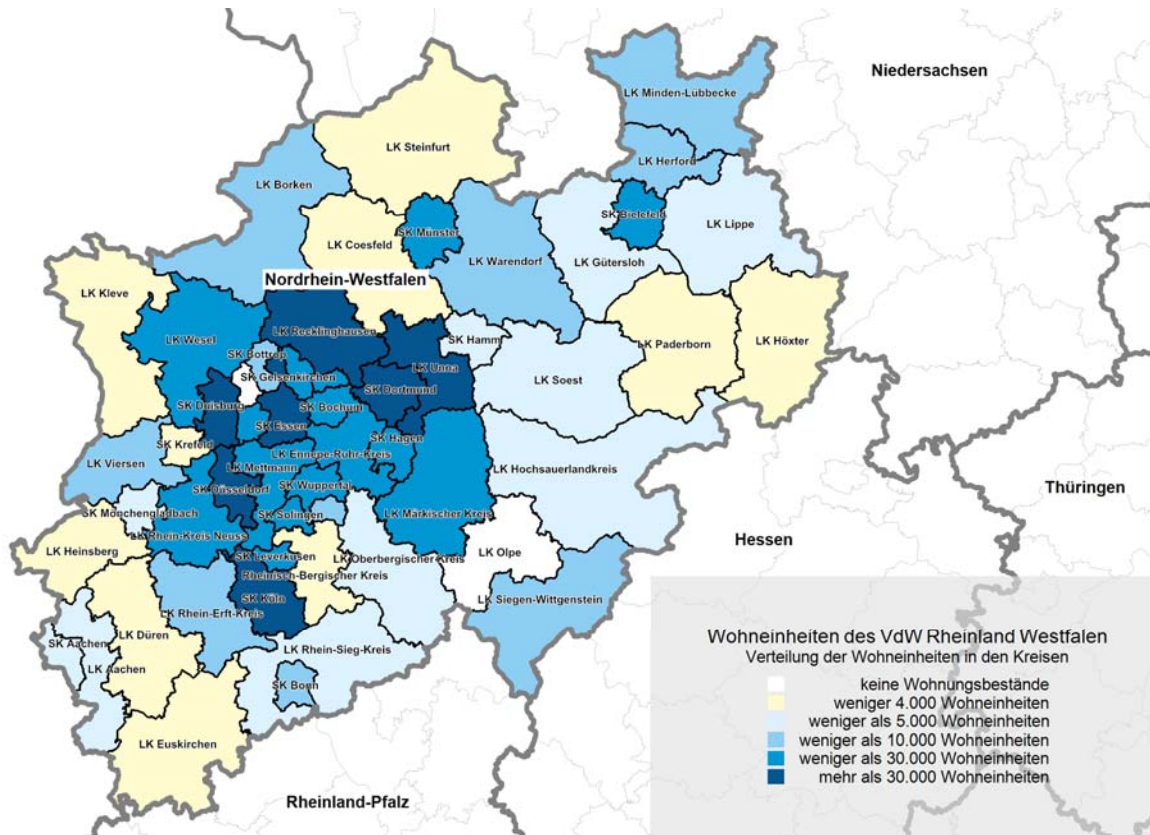 Niedersachsen
LK Minden-Lübbecke
LK Steinfurt
LK Herford
LK Borken
SK Bielefeld
LK Lippe
SK Münster
LK Coesfeld
LK Warendorf
LK Gütersloh
Nordrhein-Westfalen
LK Kleve
LK Recklinghausen
LK Wesel
SK Hamm
LK Paderborn
LK Höxter
SK Bottrop
LK Unna
SK Gelsenkirchen
LK Soest
SK Dortmund
SK Duisburg
SK Bochum
SK Essen
SK Hagen
SK Krefeld
LK Ennepe-Ruhr-Kreis
LK Viersen
LK Mettmann
LK Hochsauerlandkreis
SK Düsseldorf
SK Wuppertal
Thüringen
SK Mönchengladbach
SK Solingen
LK Märkischer Kreis
LK Rhein-Kreis Neuss
Hessen
LK Heinsberg
SK Leverkusen
LK Oberbergischer Kreis
LK Olpe
Rheinisch-Bergischer Kreis
SK Köln
LK Rhein-Erft-Kreis
LK Siegen-Wittgenstein
LK Düren
SK Aachen
LK Rhein-Sieg-Kreis
LK Aachen
SK Bonn
LK Euskirchen
Rheinland-Pfalz
Wohneinheiten des VdW Rheinland Westfalen
Verteilung der Wohneinheiten in den Kreisen
keine Wohnungsbestände
weniger 4.000 Wohneinheiten
weniger als 5.000 Wohneinheiten
weniger als 10.000 Wohneinheiten
weniger als 30.000 Wohneinheiten
mehr als 30.000 Wohneinheiten